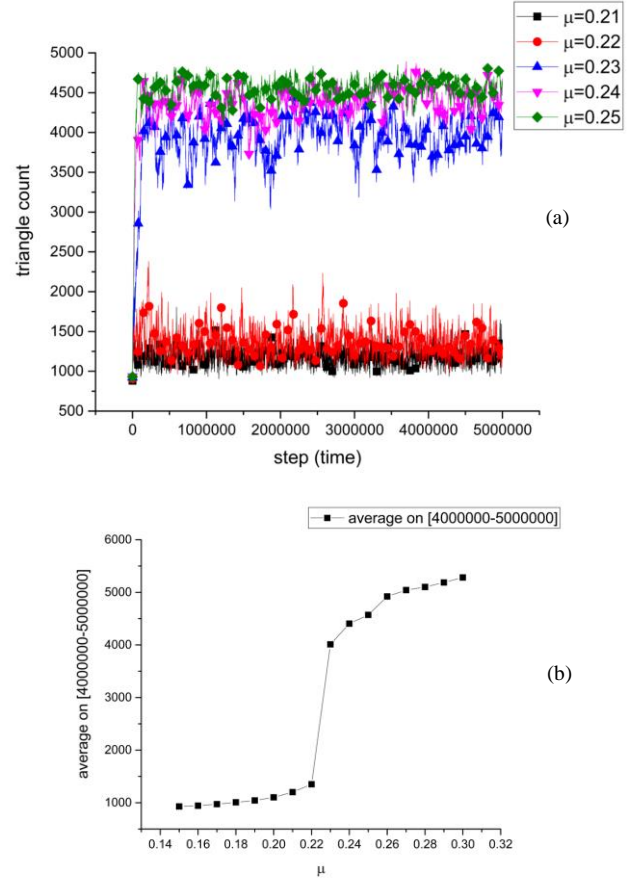 μ=0.21
μ=0.22
μ=0.23
μ=0.24
μ=0.25
5000
4500
4000
3500
3000
2500
2000
1500
1000
500
triangle count
0 1000000 2000000 3000000 4000000 5000000
step (time)
(a)
average on [4000000-5000000]
6000
5000
4000
3000
2000
1000
average on [4000000-5000000]
0.14 0.16 0.18 0.20 0.22 0.24 0.26 0.28 0.30 0.32
μ
(b)